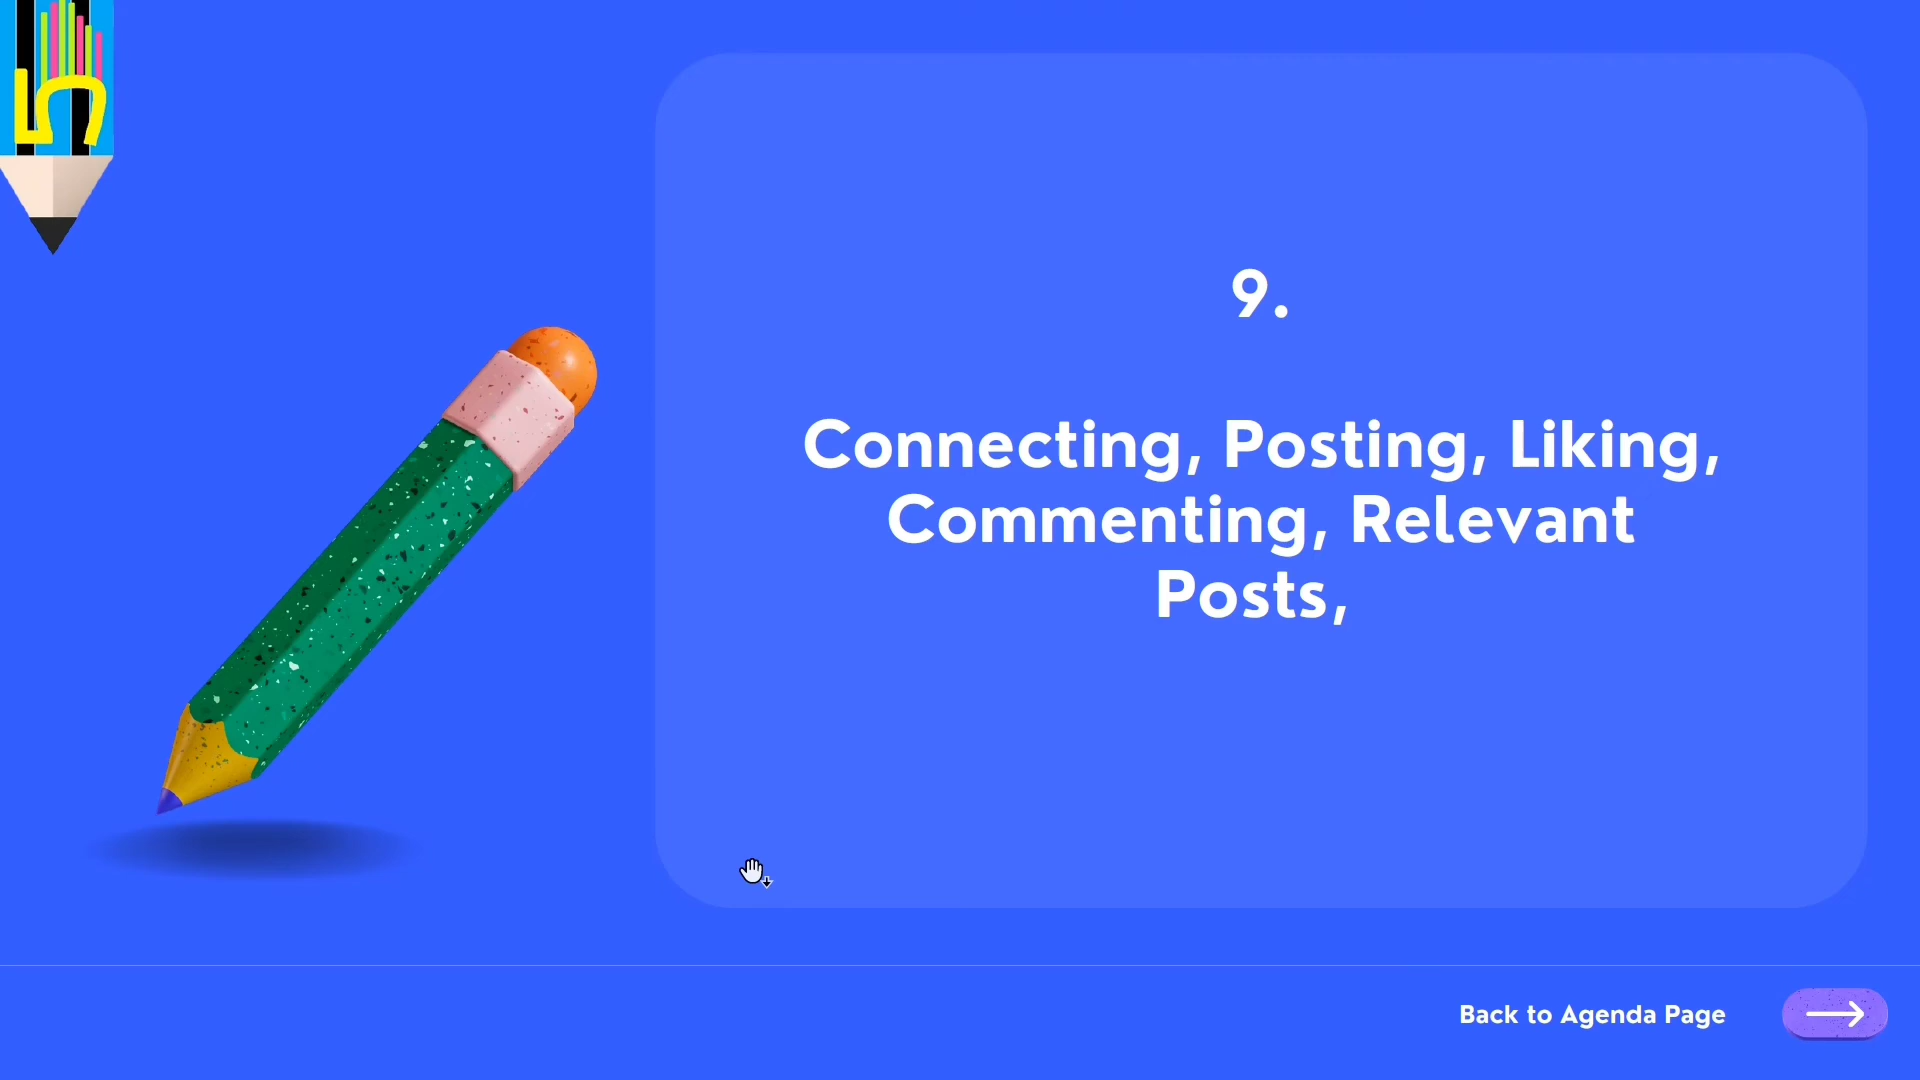 9.
Connecting, Posting, Liking,
Commenting, Relevant
Posts,
Back to Agenda Page